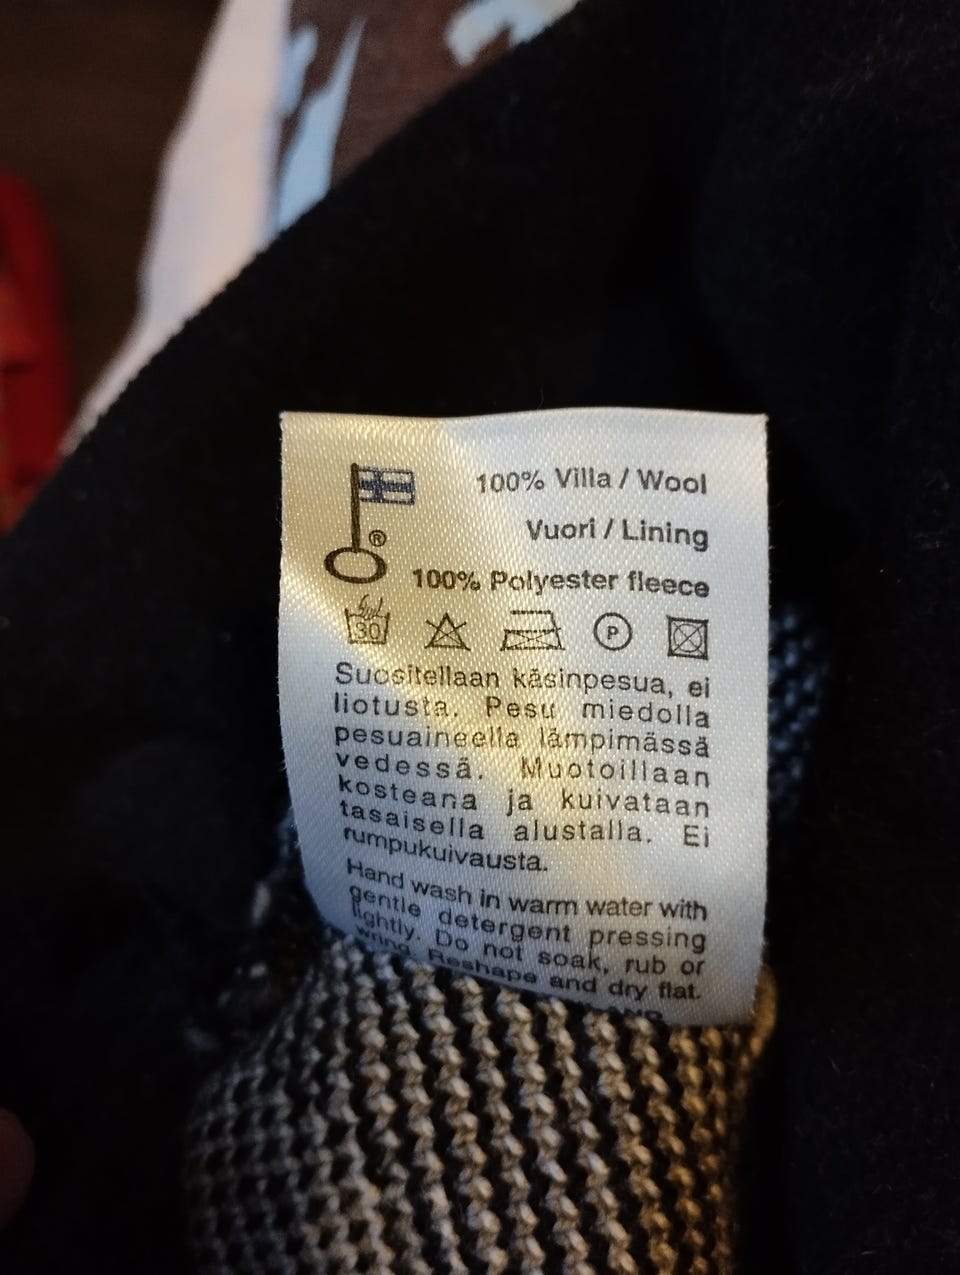 100% Villa / Wool
Vuori / Lining
®
100% Polyester fleece
30
P
Suositellaan käsinpesua, ei
liotusta. Pesu miedolla
pesuaineella lämpimässä
vedessä. Muotoillaan
kosteana ja kuivataan
tasaisella alustalla. Ei
rumpukuivausta.
Hand wash in warm water with
gentle detergent pressing
lightly. Do not soak, rub or
wring. Reshape and dry flat.